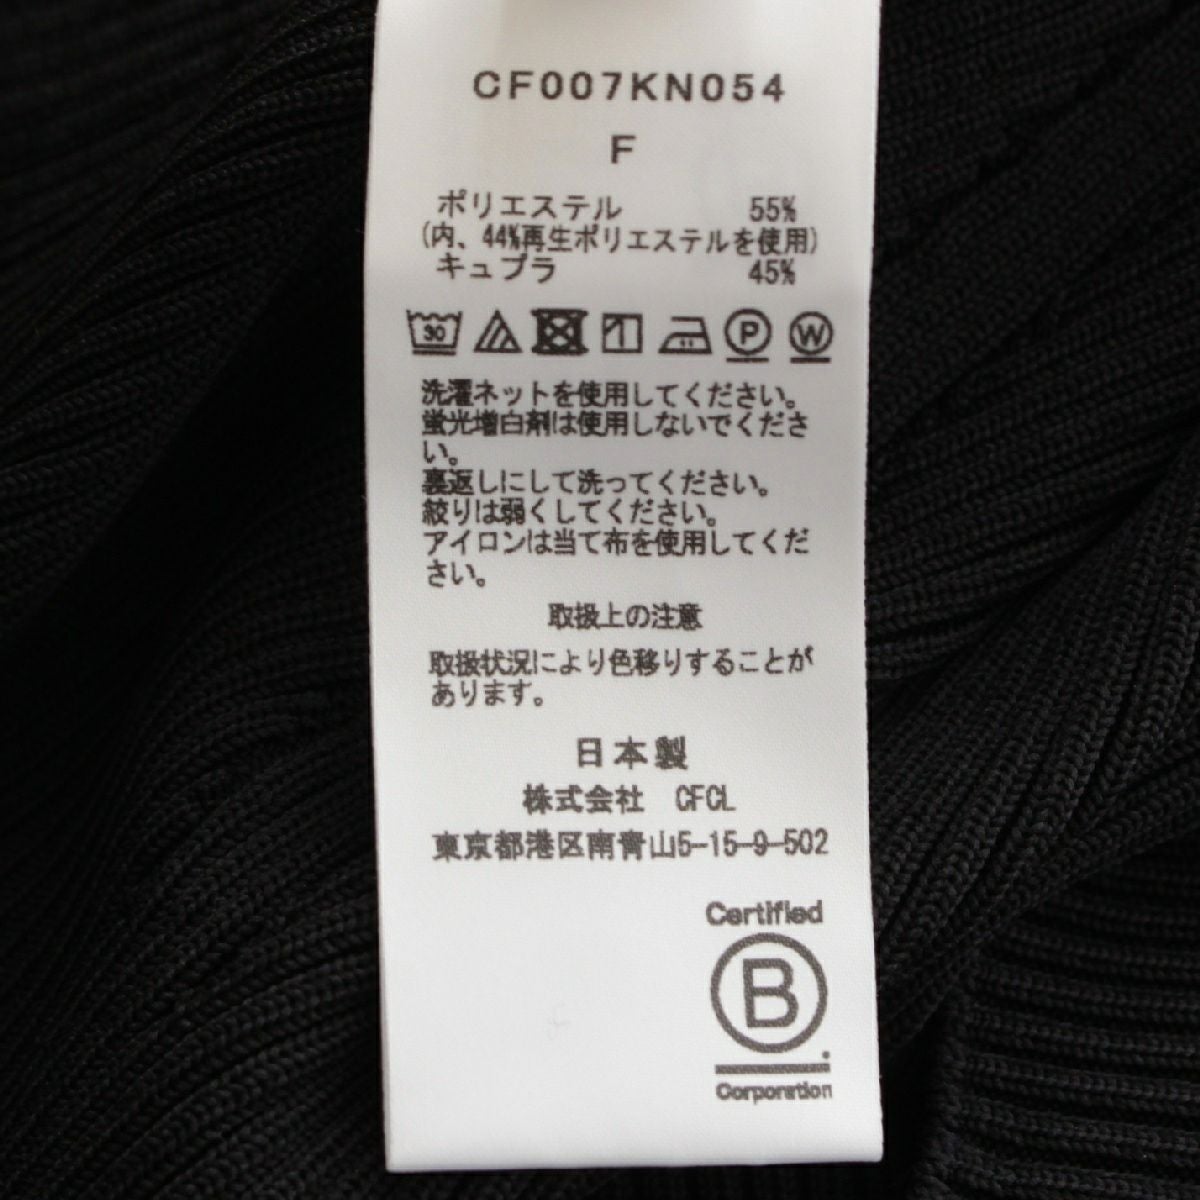 CF007KN054
F
ポリエステル 55%
(内、44%再生ポリエステルを使用)
キュプラ 45%
30
P W
洗濯ネットを使用してください。
蛍光増白剤は使用しないでくださ
い。
裏返しにして洗ってください。
絞りは弱くしてください。
アイロンは当て布を使用してくだ
さい。
取扱上の注意
取扱状況により色移りすることが
あります。
日本製
株式会社 CFCL
東京都港区南青山5-15-9-502
Certified
B
Corporation